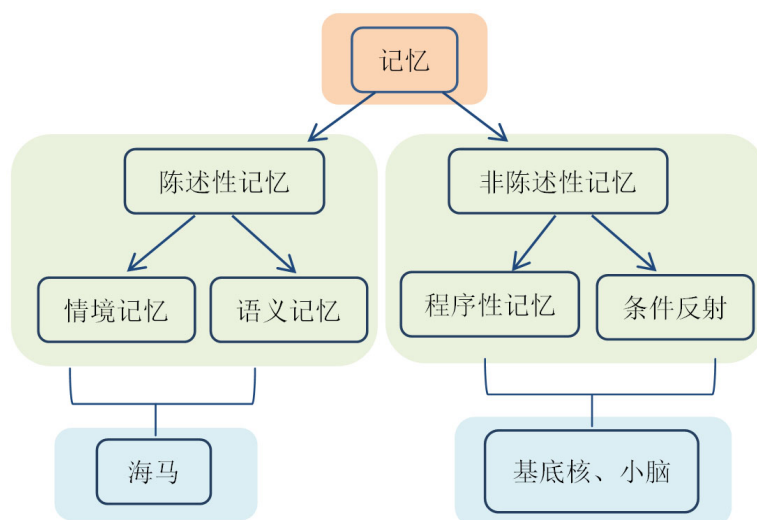 记忆
陈述性记忆
非陈述性记忆
情境记忆
语义记忆
程序性记忆
条件反射
海马
基底核、小脑